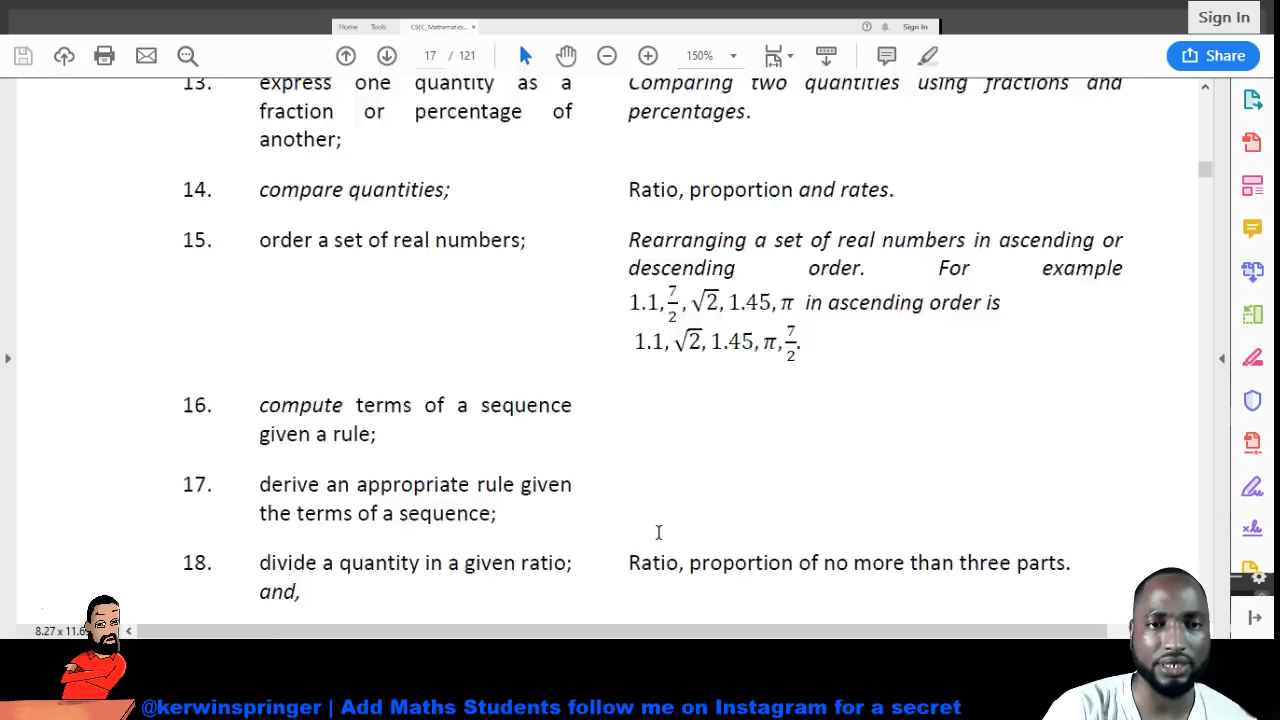 Sign In
Home Tools CSEC_Mathematics... × Sign In
17 / 121 150% Share
13. express one quantity as a Comparing two quantities using fractions and
fraction or percentage of percentages.
another;
14. compare quantities; Ratio, proportion and rates.
15. order a set of real numbers; Rearranging a set of real numbers in ascending or
descending order. For example
1.1, 7/2, √2, 1.45, π in ascending order is
1.1, √2, 1.45, π, 7/2.
16. compute terms of a sequence
given a rule;
17. derive an appropriate rule given
the terms of a sequence;
18. divide a quantity in a given ratio; Ratio, proportion of no more than three parts.
and,
@kerwinspringer | Add Maths Students follow me on Instagram for a secret